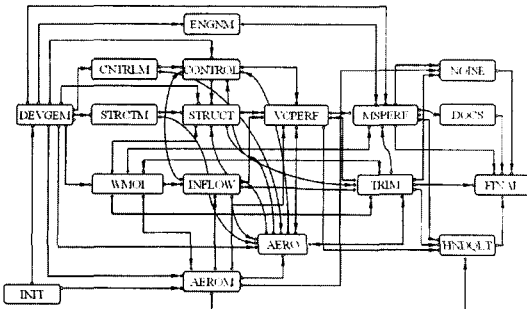 ENGNM
CNTRLM
CONTROL
NOISE
DEVGEM
STRCTM
STRUCT
VCPERF
MSPERF
DOCS
WMOI
INFLOW
TRIM
FINAL
AERO
HNDQLT
AEROM
INIT